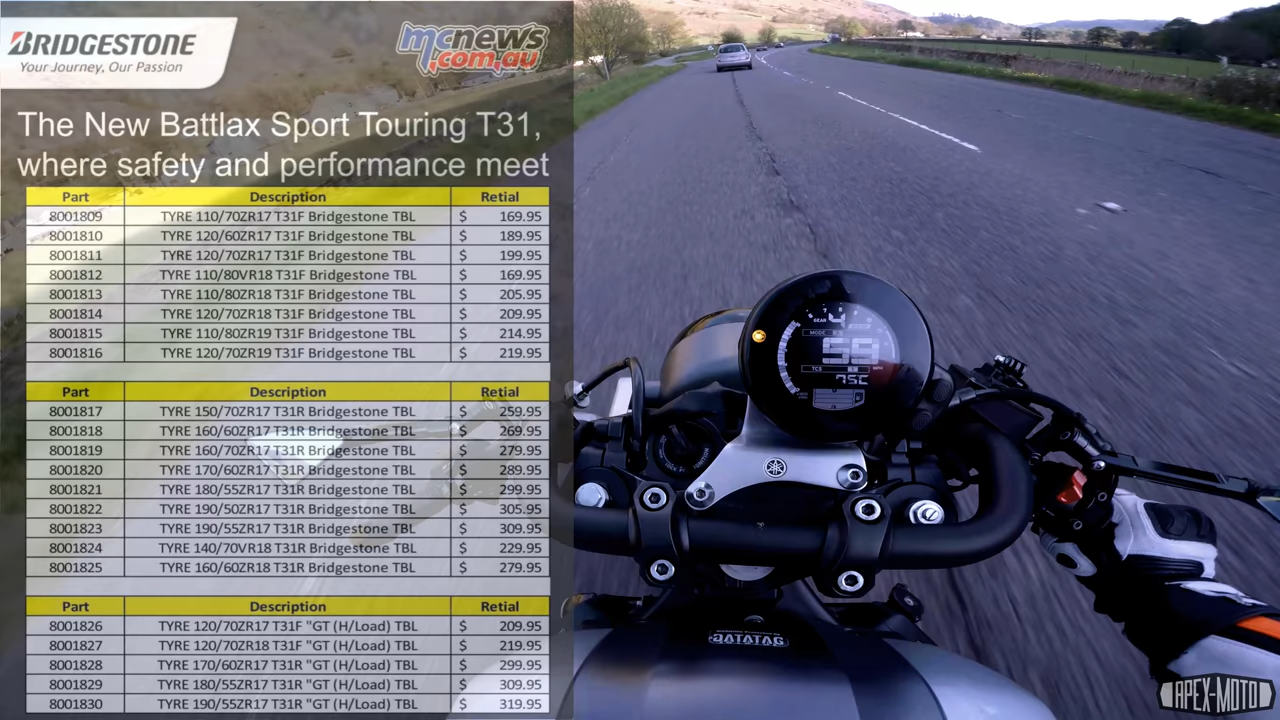 BRIDGESTONE
Your Journey, Our Passion
mcnews
.com.au
The New Battlax Sport Touring T31,
where safety and performance meet
Part Description Retial
8001809 TYRE 110/70ZR17 T31F Bridgestone TBL $ 169.95
8001810 TYRE 120/60ZR17 T31F Bridgestone TBL $ 189.95
8001811 TYRE 120/70ZR17 T31F Bridgestone TBL $ 199.95
8001812 TYRE 110/80VR18 T31F Bridgestone TBL $ 169.95
8001813 TYRE 110/80ZR18 T31F Bridgestone TBL $ 205.95
8001814 TYRE 120/70ZR18 T31F Bridgestone TBL $ 209.95
8001815 TYRE 110/80ZR19 T31F Bridgestone TBL $ 214.95
8001816 TYRE 120/70ZR19 T31F Bridgestone TBL $ 219.95
Part Description Retial
8001817 TYRE 150/70ZR17 T31R Bridgestone TBL $ 259.95
8001818 TYRE 160/60ZR17 T31R Bridgestone TBL $ 269.95
8001819 TYRE 160/70ZR17 T31R Bridgestone TBL $ 279.95
8001820 TYRE 170/60ZR17 T31R Bridgestone TBL $ 289.95
8001821 TYRE 180/55ZR17 T31R Bridgestone TBL $ 299.95
8001822 TYRE 190/50ZR17 T31R Bridgestone TBL $ 305.95
8001823 TYRE 190/55ZR17 T31R Bridgestone TBL $ 309.95
8001824 TYRE 140/70VR18 T31R Bridgestone TBL $ 229.95
8001825 TYRE 160/60ZR18 T31R Bridgestone TBL $ 279.95
Part Description Retial
8001826 TYRE 120/70ZR17 T31F "GT (H/Load) TBL $ 209.95
8001827 TYRE 120/70ZR18 T31F "GT (H/Load) TBL $ 219.95
8001828 TYRE 170/60ZR17 T31R "GT (H/Load) TBL $ 299.95
8001829 TYRE 180/55ZR17 T31R "GT (H/Load) TBL $ 309.95
8001830 TYRE 190/55ZR17 T31R "GT (H/Load) TBL $ 319.95
GEAR 4
MODE
59
TCS
75C
IGNITION
DATATAG
APEX-MOTO